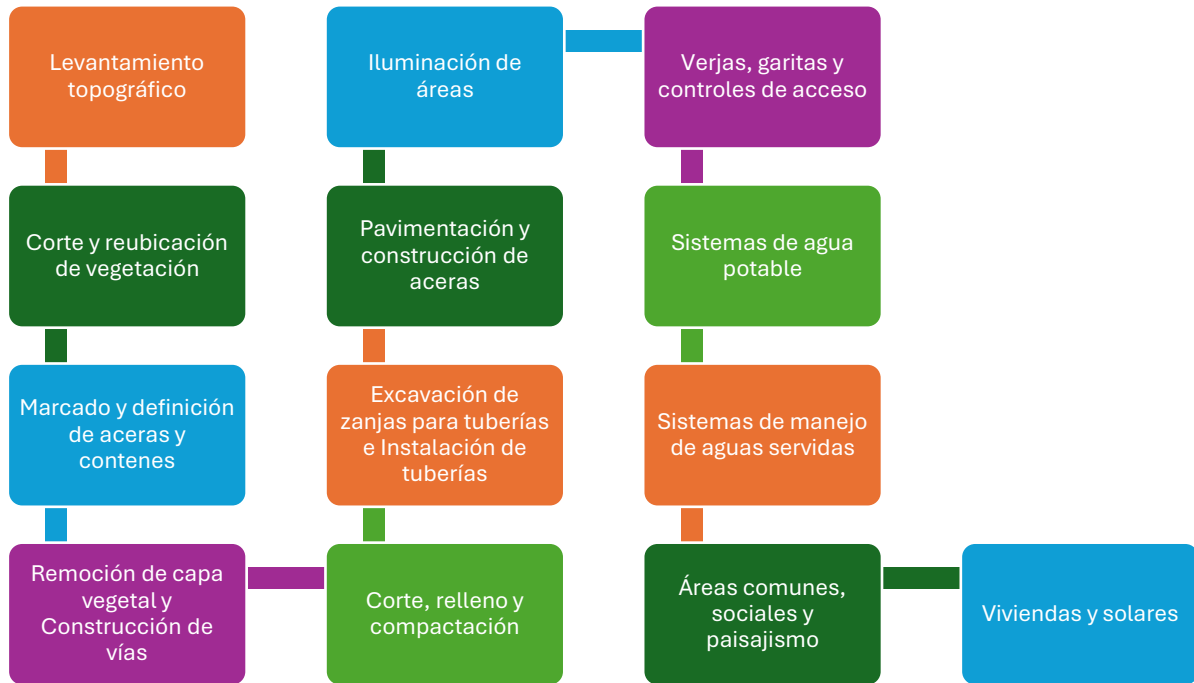 Levantamiento
topográfico
Corte y reubicación
de vegetación
Marcado y definición
de aceras y
contenes
Remoción de capa
vegetal y
Construcción de
vías
Corte, relleno y
compactación
Excavación de
zanjas para tuberías
e Instalación de
tuberías
Pavimentación y
construcción de
aceras
Iluminación de
áreas
Verjas, garitas y
controles de acceso
Sistemas de agua
potable
Sistemas de manejo
de aguas servidas
Áreas comunes,
sociales y
paisajismo
Viviendas y solares